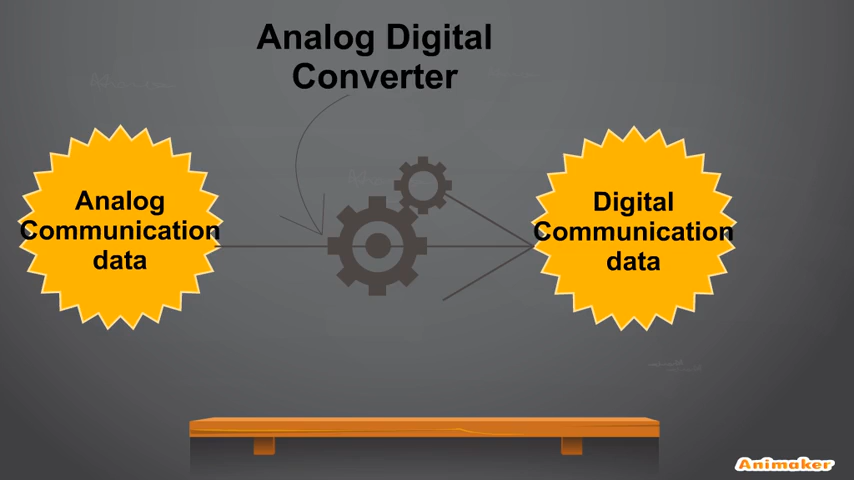 Analog Digital
Converter
Analog
Communication
data
Digital
Communication
data
Animaker